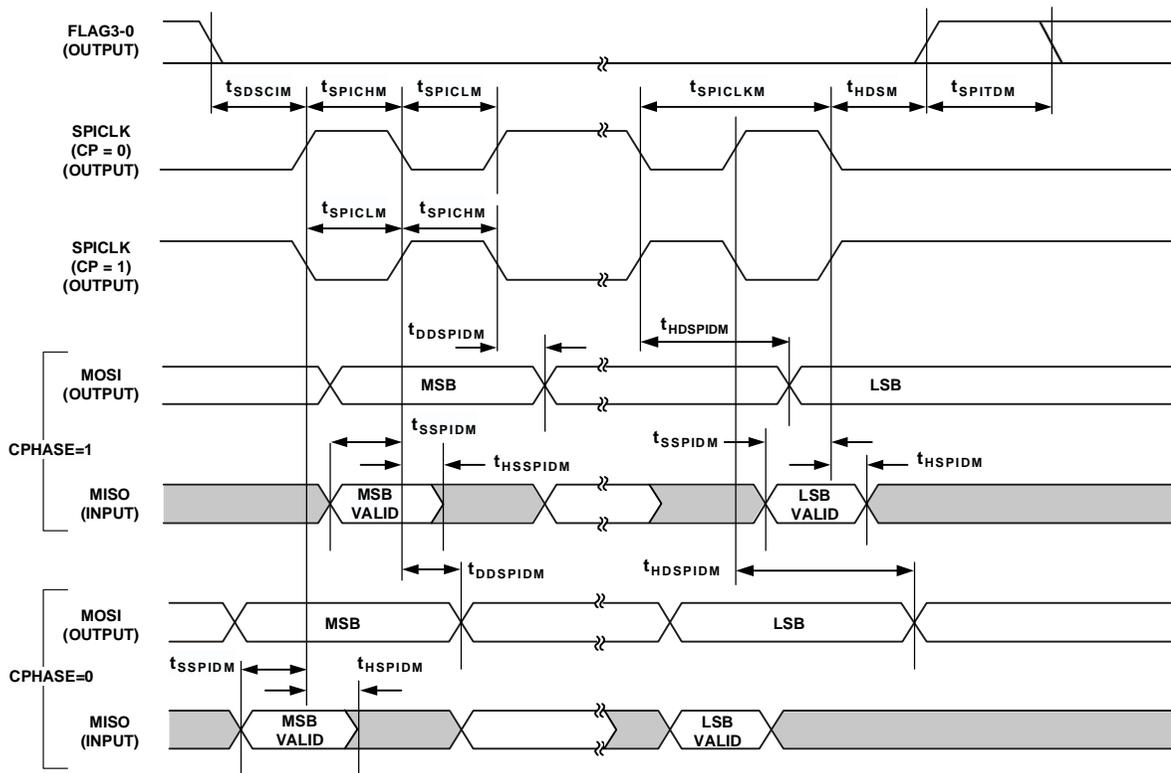 FLAG3-0
(OUTPUT)
tSDSCIM tSPICHM tSPICLM tSPICLKM tHDSM tSPITDM
SPICLK
(CP = 0)
(OUTPUT)
tSPICLM tSPICHM
SPICLK
(CP = 1)
(OUTPUT)
tDDSPIDM tHDSPIDM
MOSI
(OUTPUT)
MSB LSB
CPHASE=1
tSSPIDM tSSPIDM
tHSSPIDM tHSPIDM
MISO
(INPUT)
MSB
VALID
LSB
VALID
tDDSPIDM tHDSPIDM
MOSI
(OUTPUT)
MSB LSB
CPHASE=0
tSSPIDM tHSPIDM
MISO
(INPUT)
MSB
VALID
LSB
VALID